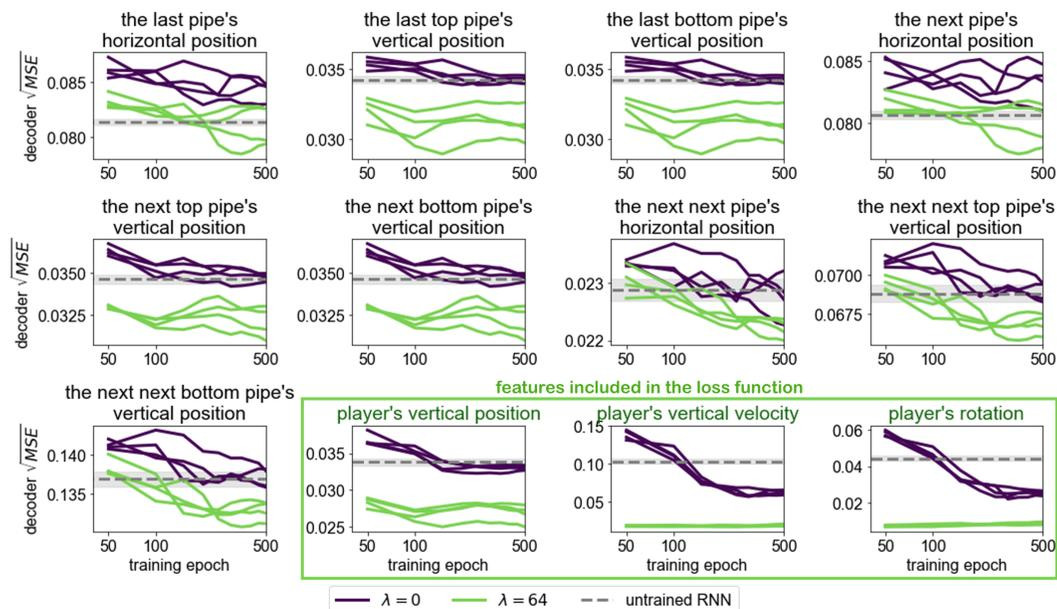 the last pipe's
horizontal position
the last top pipe's
vertical position
the last bottom pipe's
vertical position
the next pipe's
horizontal position
decoder √MSE
0.085
0.080
50 100 500
0.035
0.030
50 100 500
0.035
0.030
50 100 500
0.085
0.080
50 100 500
the next top pipe's
vertical position
the next bottom pipe's
vertical position
the next next pipe's
horizontal position
the next next top pipe's
vertical position
decoder √MSE
0.0350
0.0325
50 100 500
0.0350
0.0325
50 100 500
0.023
0.022
50 100 500
0.0700
0.0675
50 100 500
the next next bottom pipe's
vertical position
features included in the loss function
player's vertical position
player's vertical velocity
player's rotation
decoder √MSE
0.140
0.135
50 100 500
training epoch
0.035
0.030
0.025
50 100 500
training epoch
0.15
0.10
0.05
50 100 500
training epoch
0.06
0.04
0.02
50 100 500
training epoch
λ = 0
λ = 64
untrained RNN